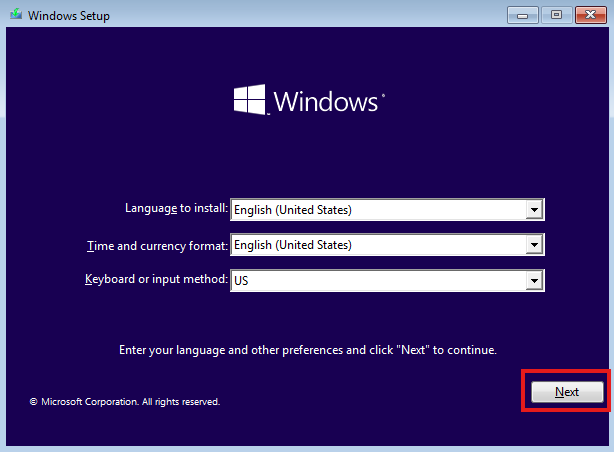 Windows Setup
Windows
Language to install: English (United States)
Time and currency format: English (United States)
Keyboard or input method: US
Enter your language and other preferences and click "Next" to continue.
Next
© Microsoft Corporation. All rights reserved.